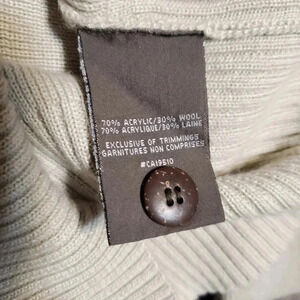 70% ACRYLIC/30% WOOL
70% ACRYLIQUE/30% LAINE
EXCLUSIVE OF TRIMMINGS
GARNITURES NON COMPRISES
#CA19510